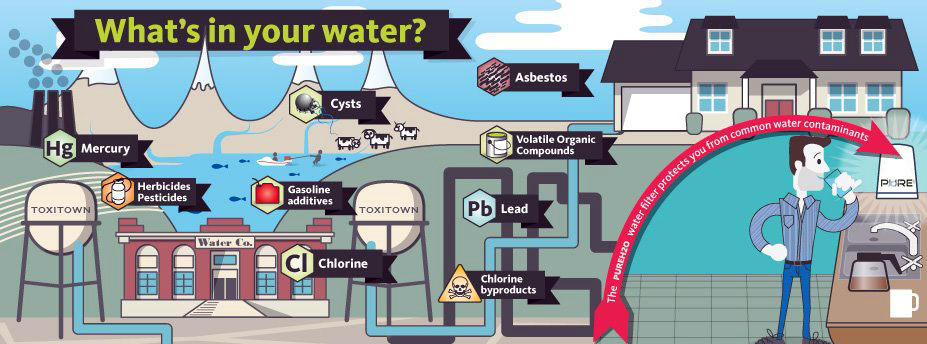 What's in your water?
Asbestos
Cysts
Hg Mercury
Volatile Organic
Compounds
The PUREH2O water filter protects you from common water contaminants
PURE
Herbicides
Pesticides
Gasoline
additives
TOXITOWN
TOXITOWN
Pb Lead
Water Co.
Cl Chlorine
Chlorine
byproducts